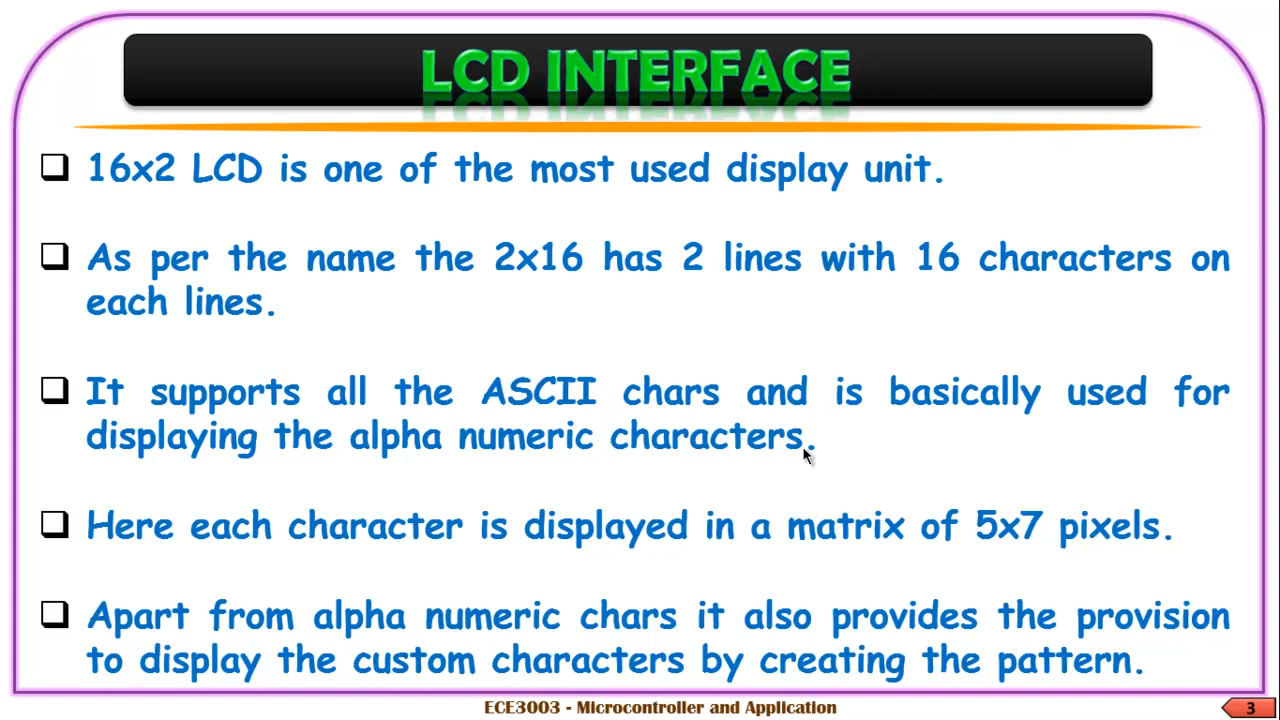 LCD INTERFACE
16x2 LCD is one of the most used display unit.
As per the name the 2x16 has 2 lines with 16 characters on
each lines.
It supports all the ASCII chars and is basically used for
displaying the alpha numeric characters.
Here each character is displayed in a matrix of 5x7 pixels.
Apart from alpha numeric chars it also provides the provision
to display the custom characters by creating the pattern.
ECE3003 - Microcontroller and Application
3